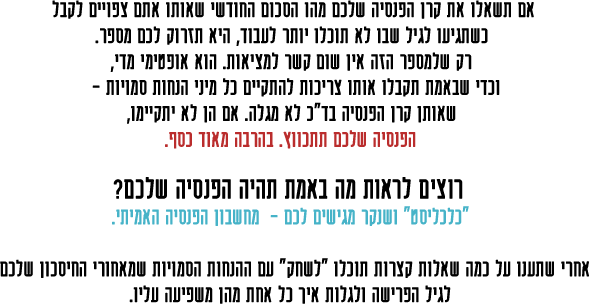 אם תשאלו את קרן הפנסיה שלכם מהו הסכום החודשי שאותו אתם צפויים לקבל
כשתגיעו לגיל שבו לא תוכלו יותר לעבוד, היא תזרוק לכם מספר.
רק שלמספר הזה אין שום קשר למציאות. הוא אופטימי מדי,
וכדי שבאמת תקבלו אותו צריכות להתקיים כל מיני הנחות סמויות -
שאותן קרן הפנסיה בד"כ לא מגלה. אם הן לא יתקיימו,
הפנסיה שלכם תתכווץ. בהרבה מאוד כסף.
רוצים לראות מה באמת תהיה הפנסיה שלכם?
"כלכליסט" ושנקר מגישים לכם - מחשבון הפנסיה האמיתי.
אחרי שתענו על כמה שאלות קצרות תוכלו "לשחק" עם ההנחות הסמויות שמאחורי החיסכון שלכם
לגיל הפרישה ולגלות איך כל אחת מהן משפיעה עליו.